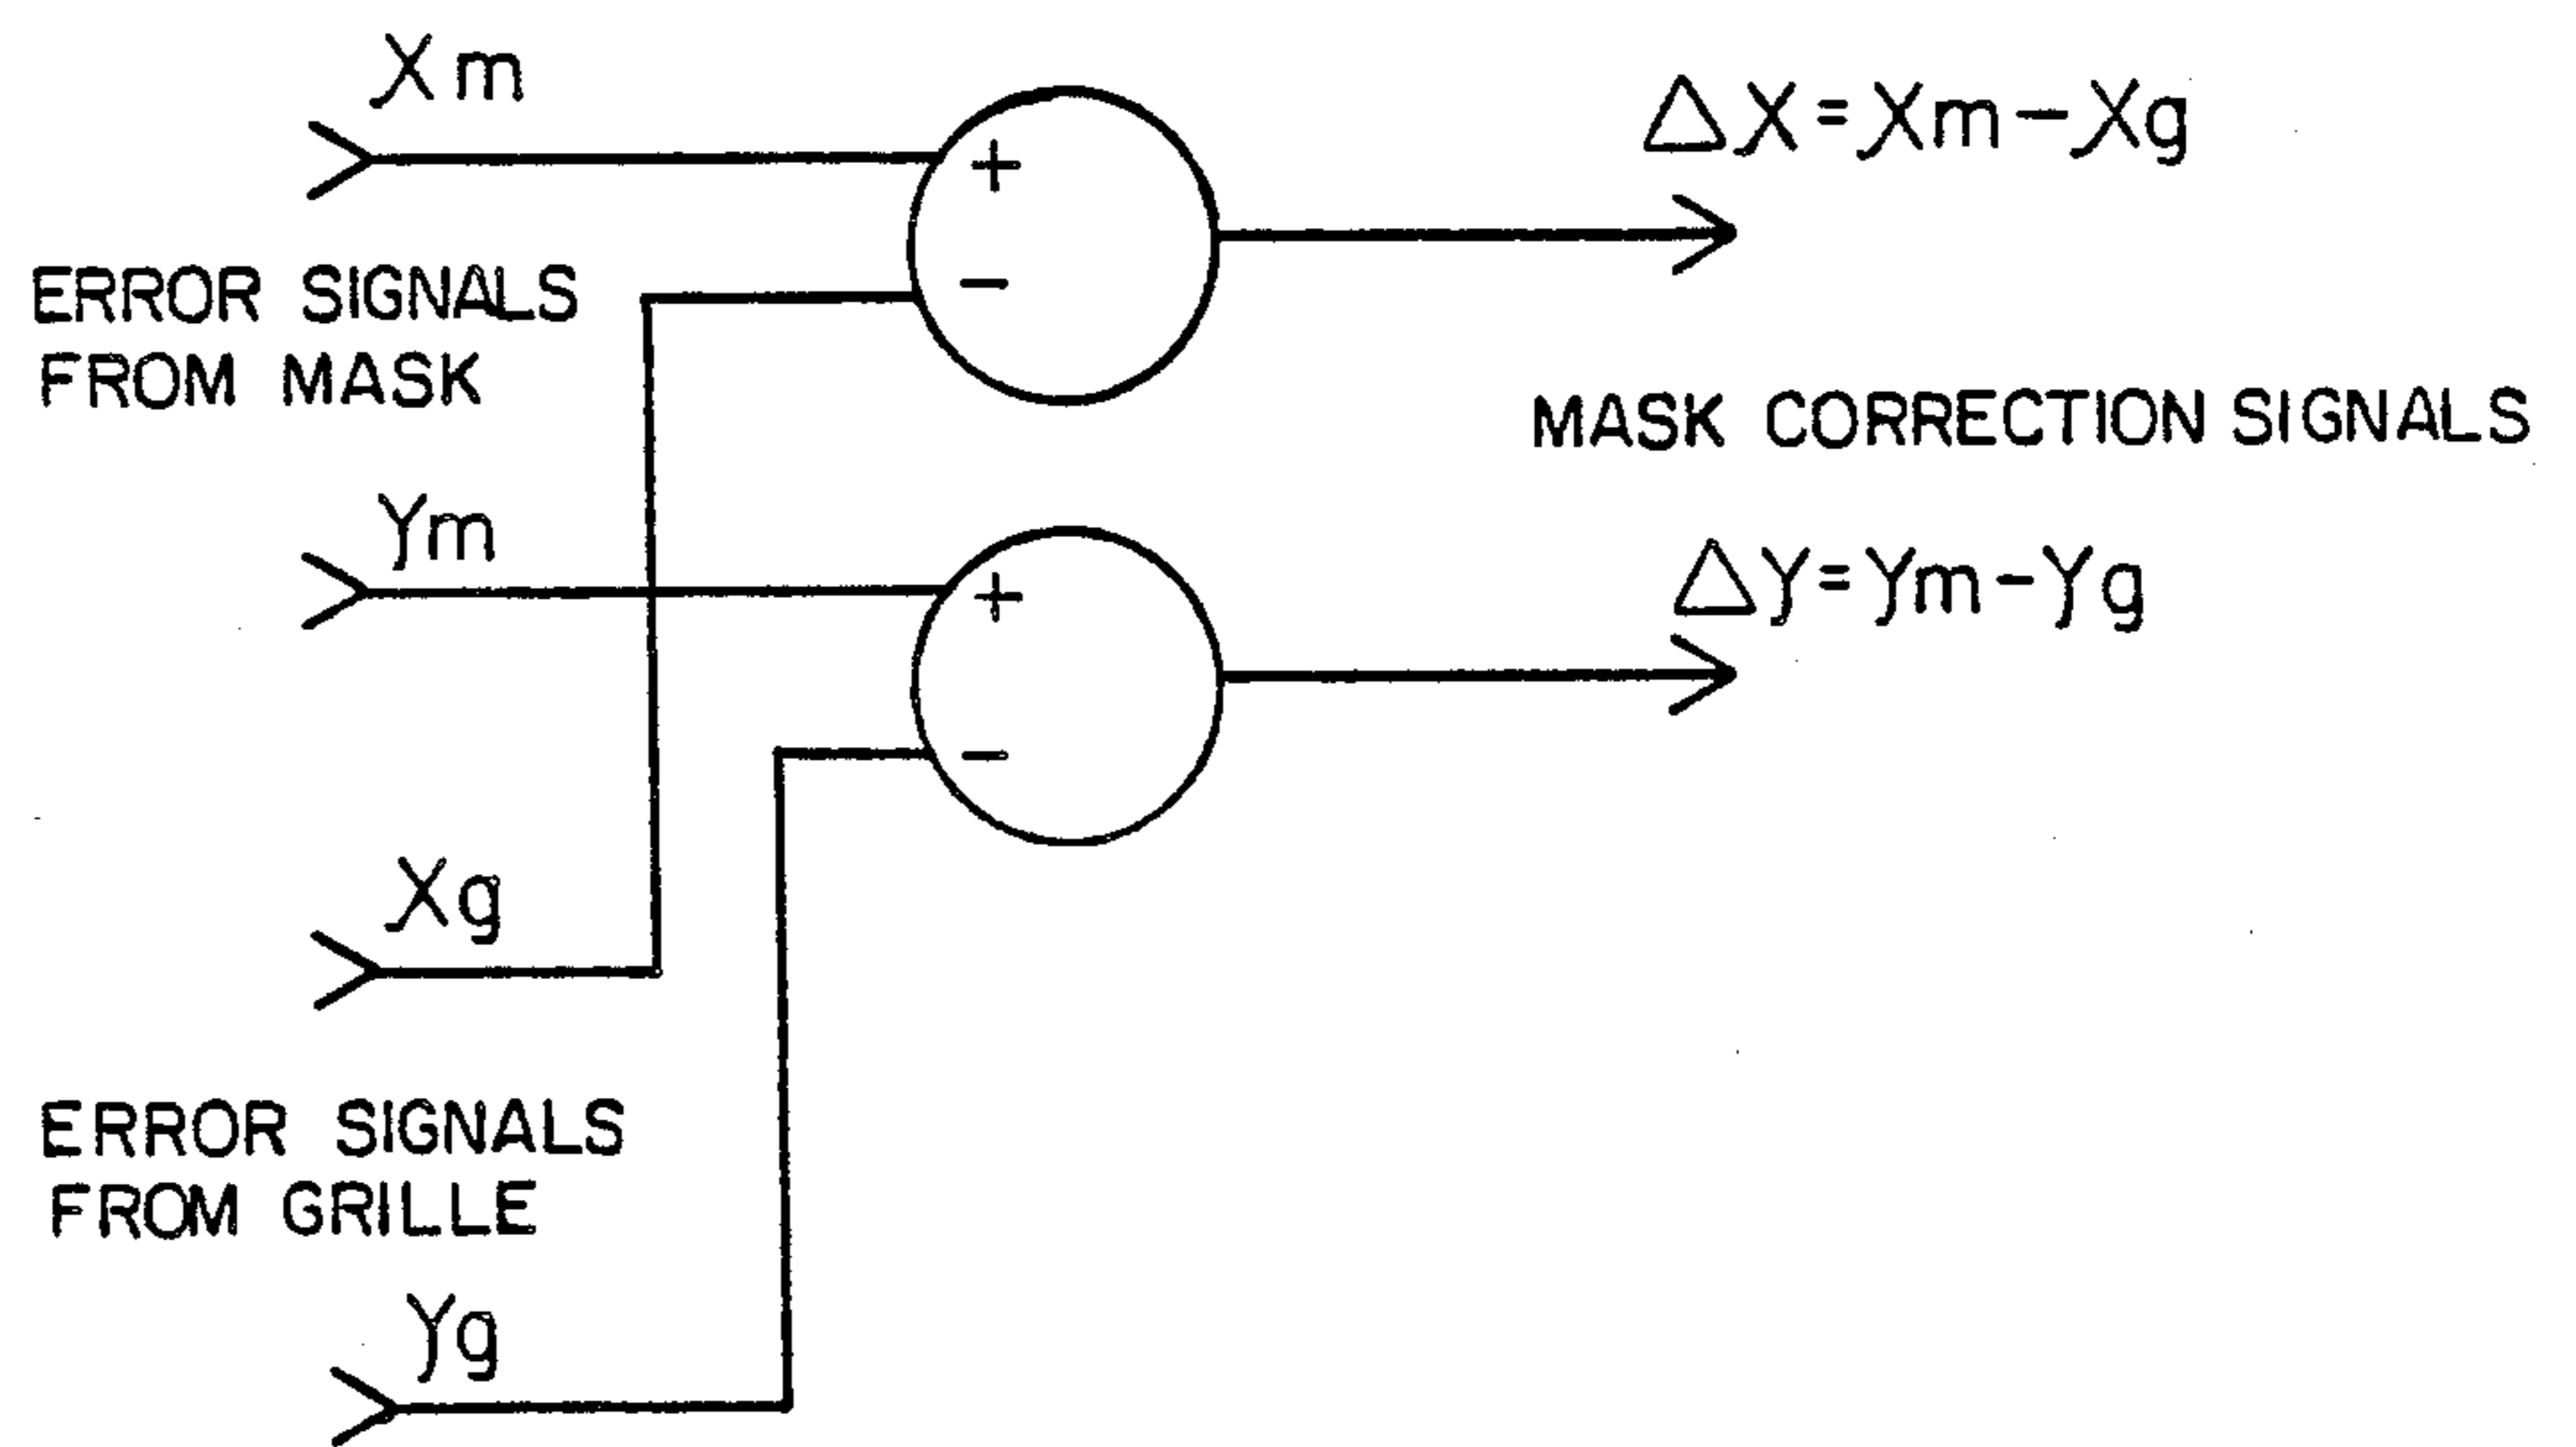 Xm
+
−
ΔX=Xm−Xg
ERROR SIGNALS
FROM MASK
MASK CORRECTION SIGNALS
Ym
+
−
ΔY=Ym−Yg
Xg
ERROR SIGNALS
FROM GRILLE
Yg